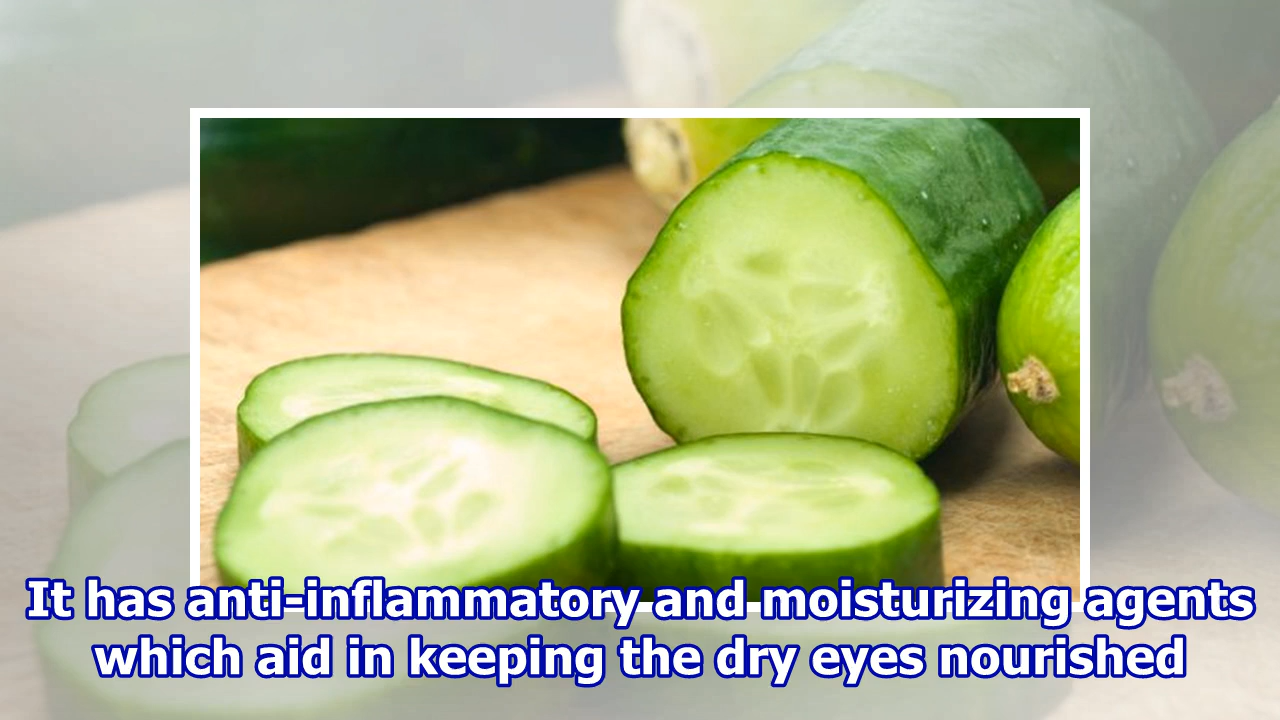 It has anti-inflammatory and moisturizing agents
which aid in keeping the dry eyes nourished